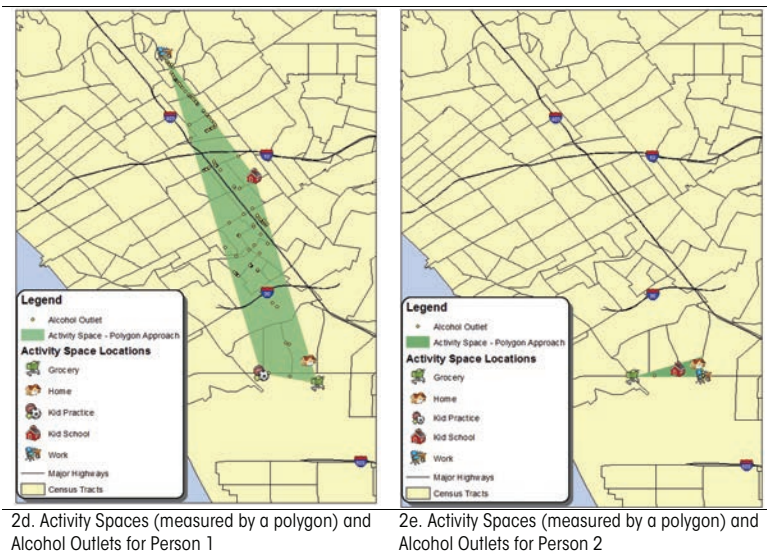 Legend
Alcohol Outlet
Activity Space - Polygon Approach
Activity Space Locations
Grocery
Home
Kid Practice
Kid School
Work
Major Highways
Census Tracts
2d. Activity Spaces (measured by a polygon) and
Alcohol Outlets for Person 1
Legend
Alcohol Outlet
Activity Space - Polygon Approach
Activity Space Locations
Grocery
Home
Kid Practice
Kid School
Work
Major Highways
Census Tracts
2e. Activity Spaces (measured by a polygon) and
Alcohol Outlets for Person 2